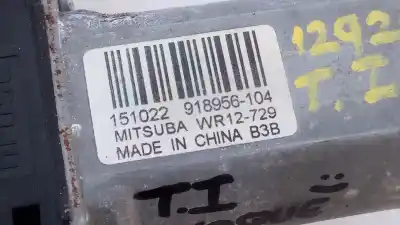 151022 918956-104
MITSUBA WR12-729
MADE IN CHINA B3B
1292
T.I
T.I